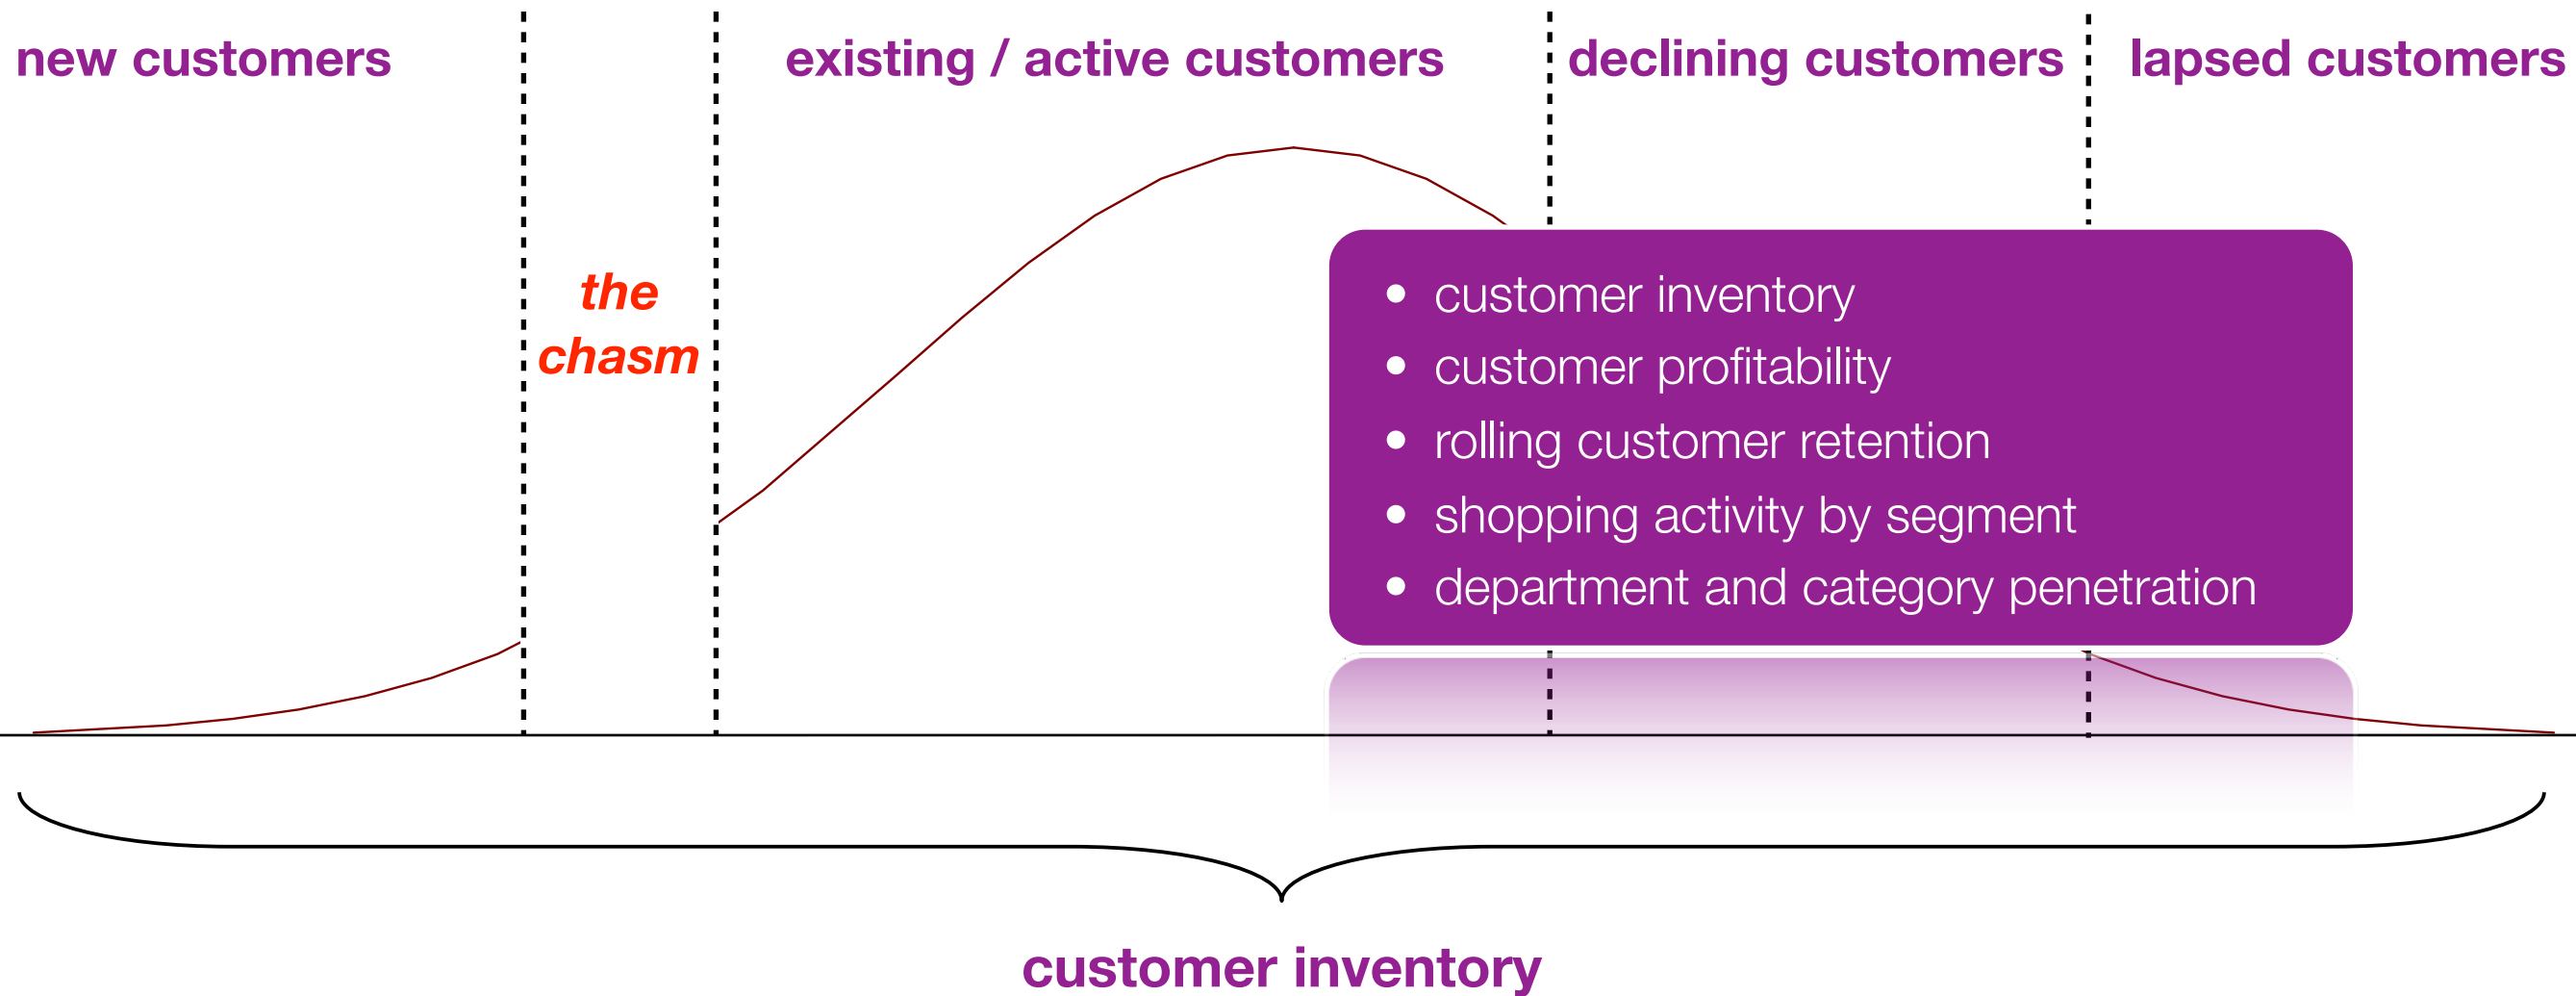 new customers
existing / active customers
declining customers
lapsed customers
the
chasm
• customer inventory
• customer profitability
• rolling customer retention
• shopping activity by segment
• department and category penetration
customer inventory